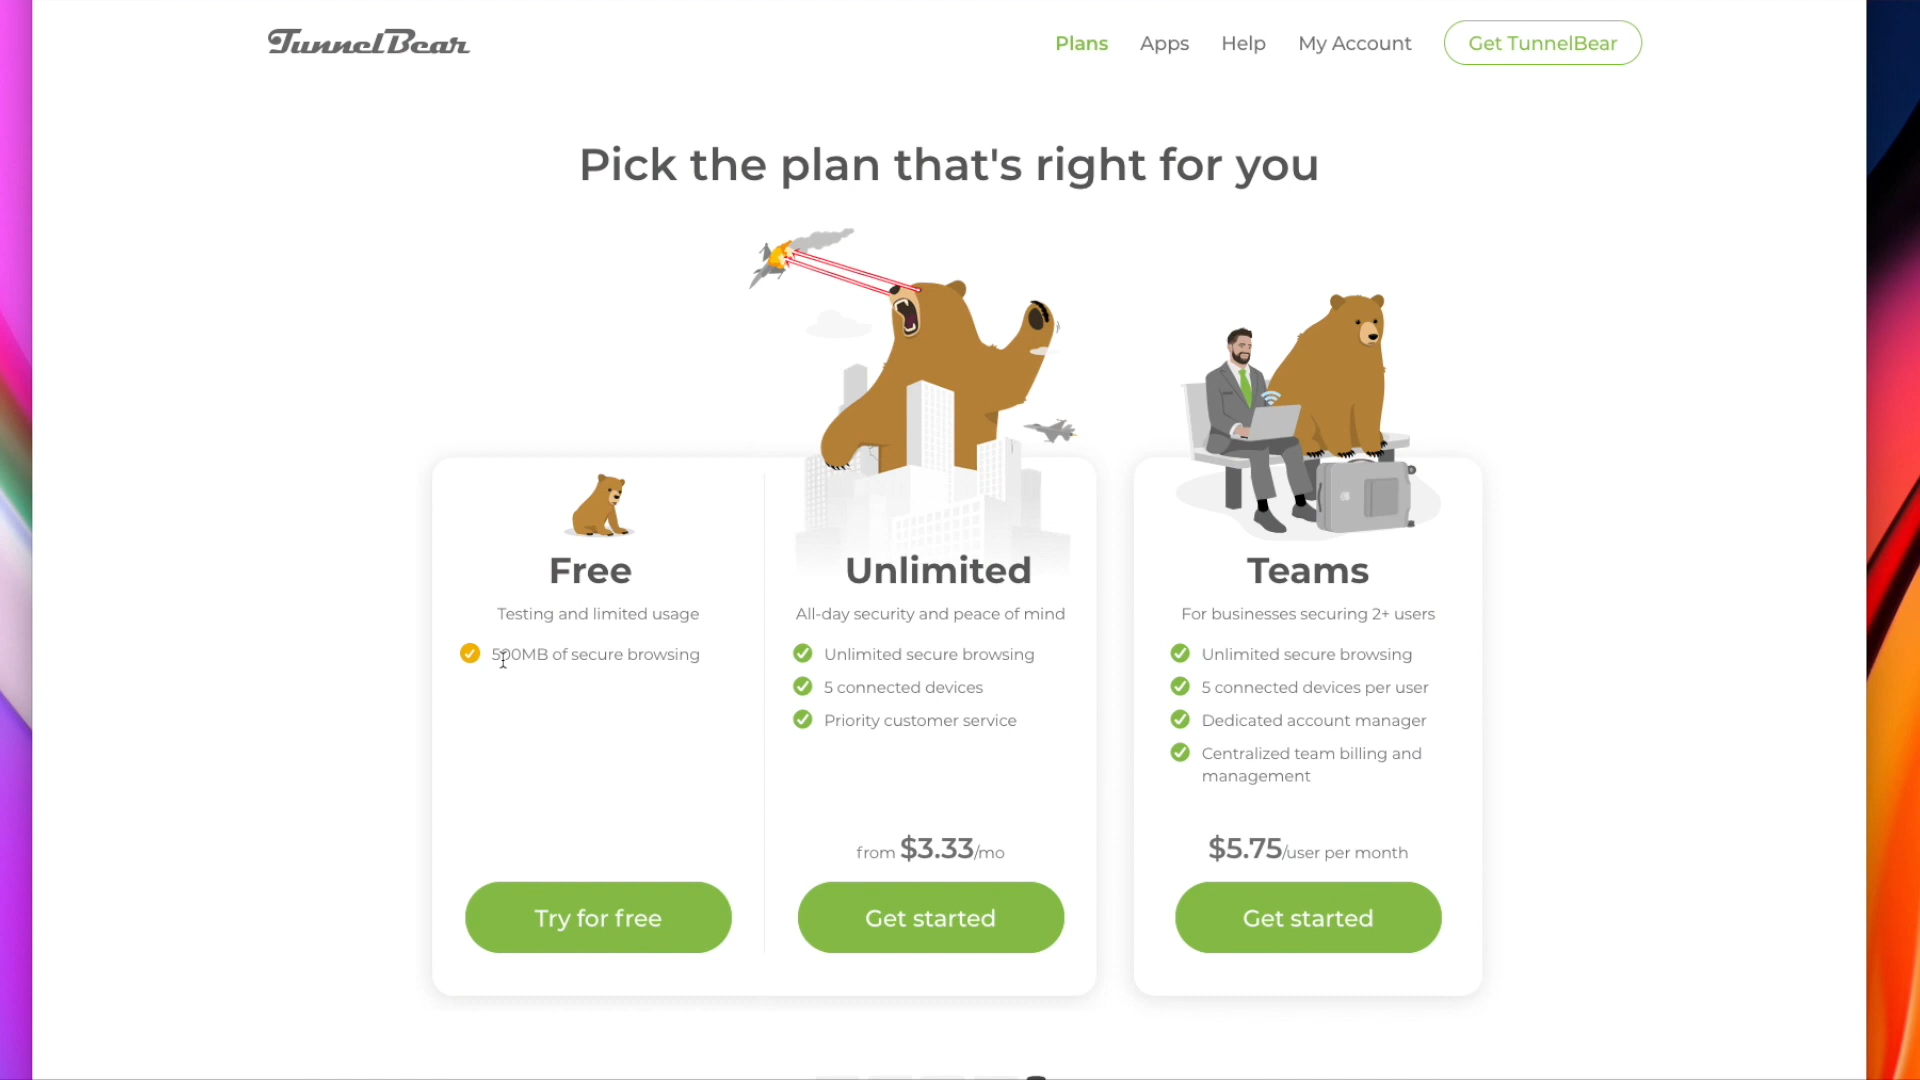 TunnelBear
Plans
Apps
Help
My Account
Get TunnelBear
Pick the plan that's right for you
Free
Testing and limited usage
500MB of secure browsing
Try for free
Unlimited
All-day security and peace of mind
Unlimited secure browsing
5 connected devices
Priority customer service
from $3.33/mo
Get started
Teams
For businesses securing 2+ users
Unlimited secure browsing
5 connected devices per user
Dedicated account manager
Centralized team billing and
management
$5.75/user per month
Get started